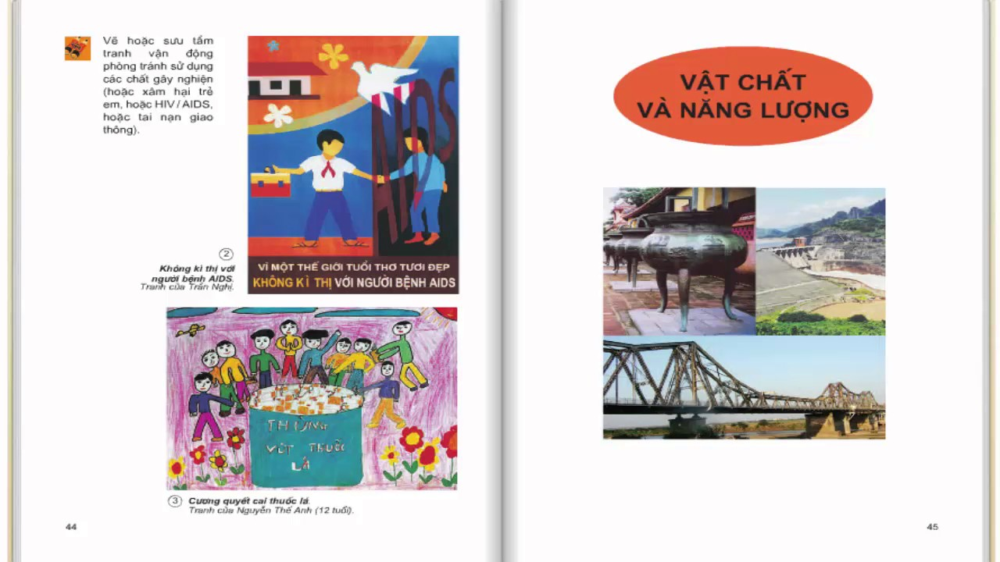 Vẽ hoặc sưu tầm
tranh vận động
phòng tránh sử dụng
các chất gây nghiện
(hoặc xâm hại trẻ
em, hoặc HIV / AIDS,
hoặc tai nạn giao
thông).
AIDS
VÌ MỘT THẾ GIỚI TUỔI THƠ TƯƠI ĐẸP
KHÔNG KÌ THỊ VỚI NGƯỜI BỆNH AIDS
2
Không kì thị với
người bệnh AIDS.
Tranh của Trần Nghị.
THÙNG
VỨT THUỐC
LÁ
3 Cương quyết cai thuốc lá.
Tranh của Nguyễn Thế Anh (12 tuổi).
44
VẬT CHẤT
VÀ NĂNG LƯỢNG
45